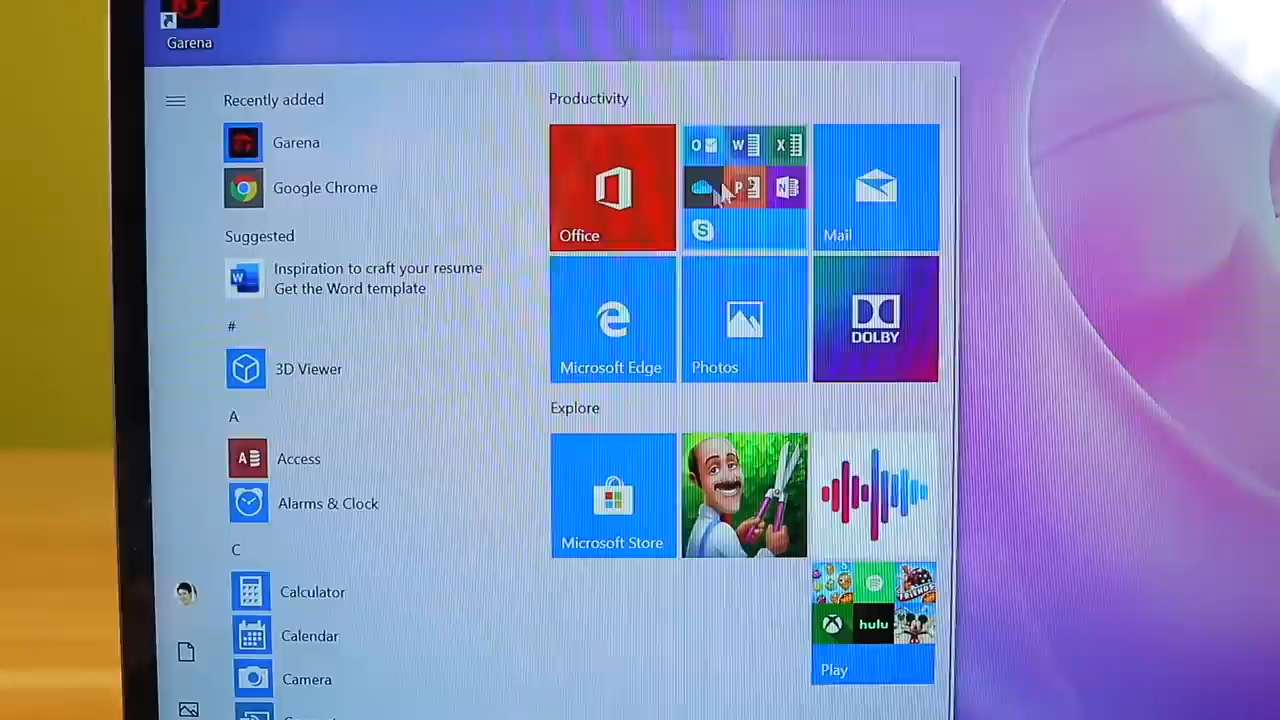 Garena
Recently added
Garena
Google Chrome
Suggested
Inspiration to craft your resume
Get the Word template
#
3D Viewer
A
Access
Alarms & Clock
C
Calculator
Calendar
Camera
Productivity
Office
Mail
Microsoft Edge
Photos
DOLBY
Explore
Microsoft Store
hulu
Play